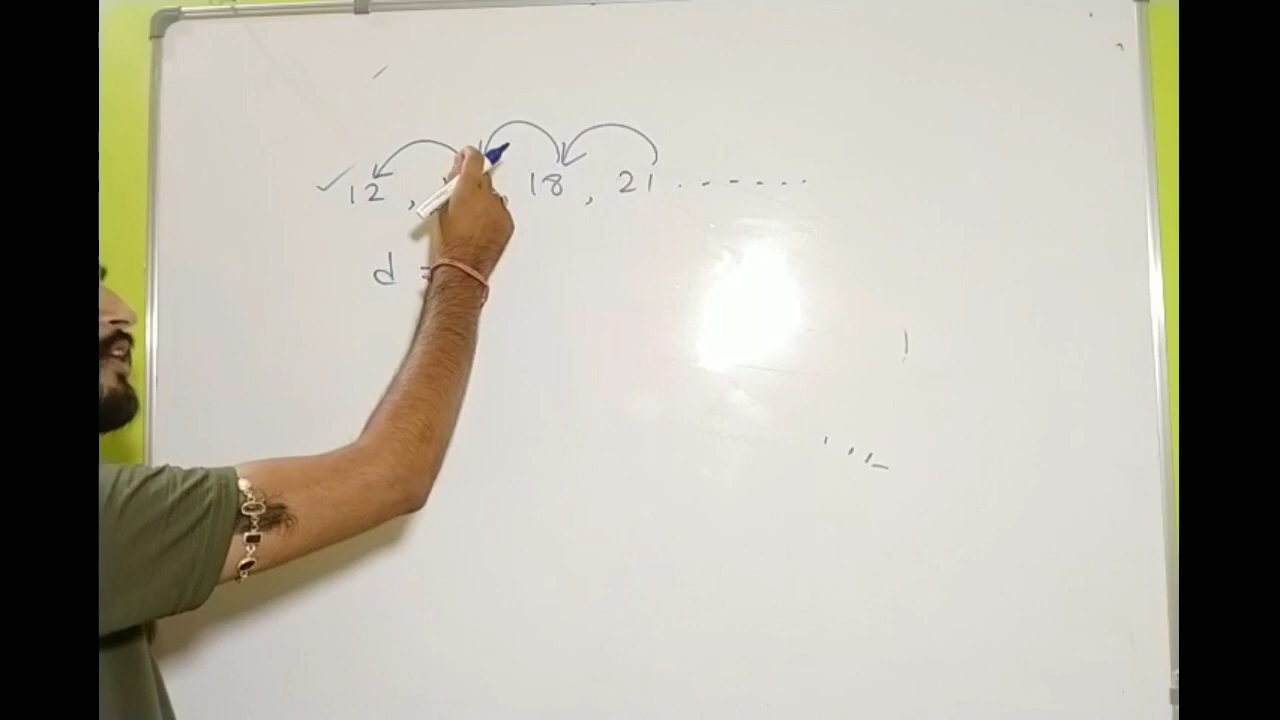 12 , , 18 , 21 . . . . . . .
d =